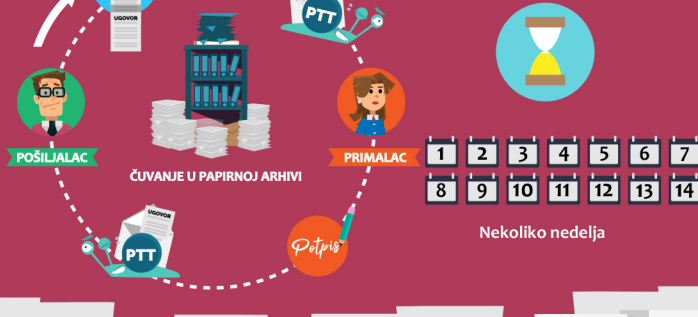 UGOVOR
PTT
POŠILJALAC
ČUVANJE U PAPIRNOJ ARHIVI
PRIMALAC
1 2 3 4 5 6 7
8 9 10 11 12 13 14
Nekoliko nedelja
UGOVOR
PTT
Potpis